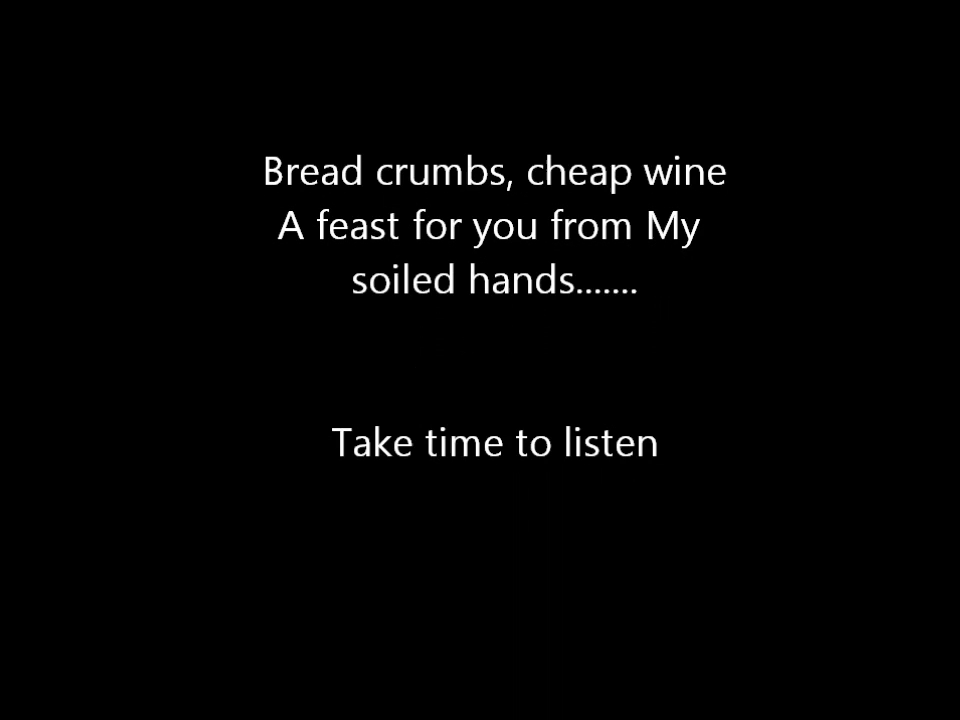 Bread crumbs, cheap wine
A feast for you from My
soiled hands.......
Take time to listen